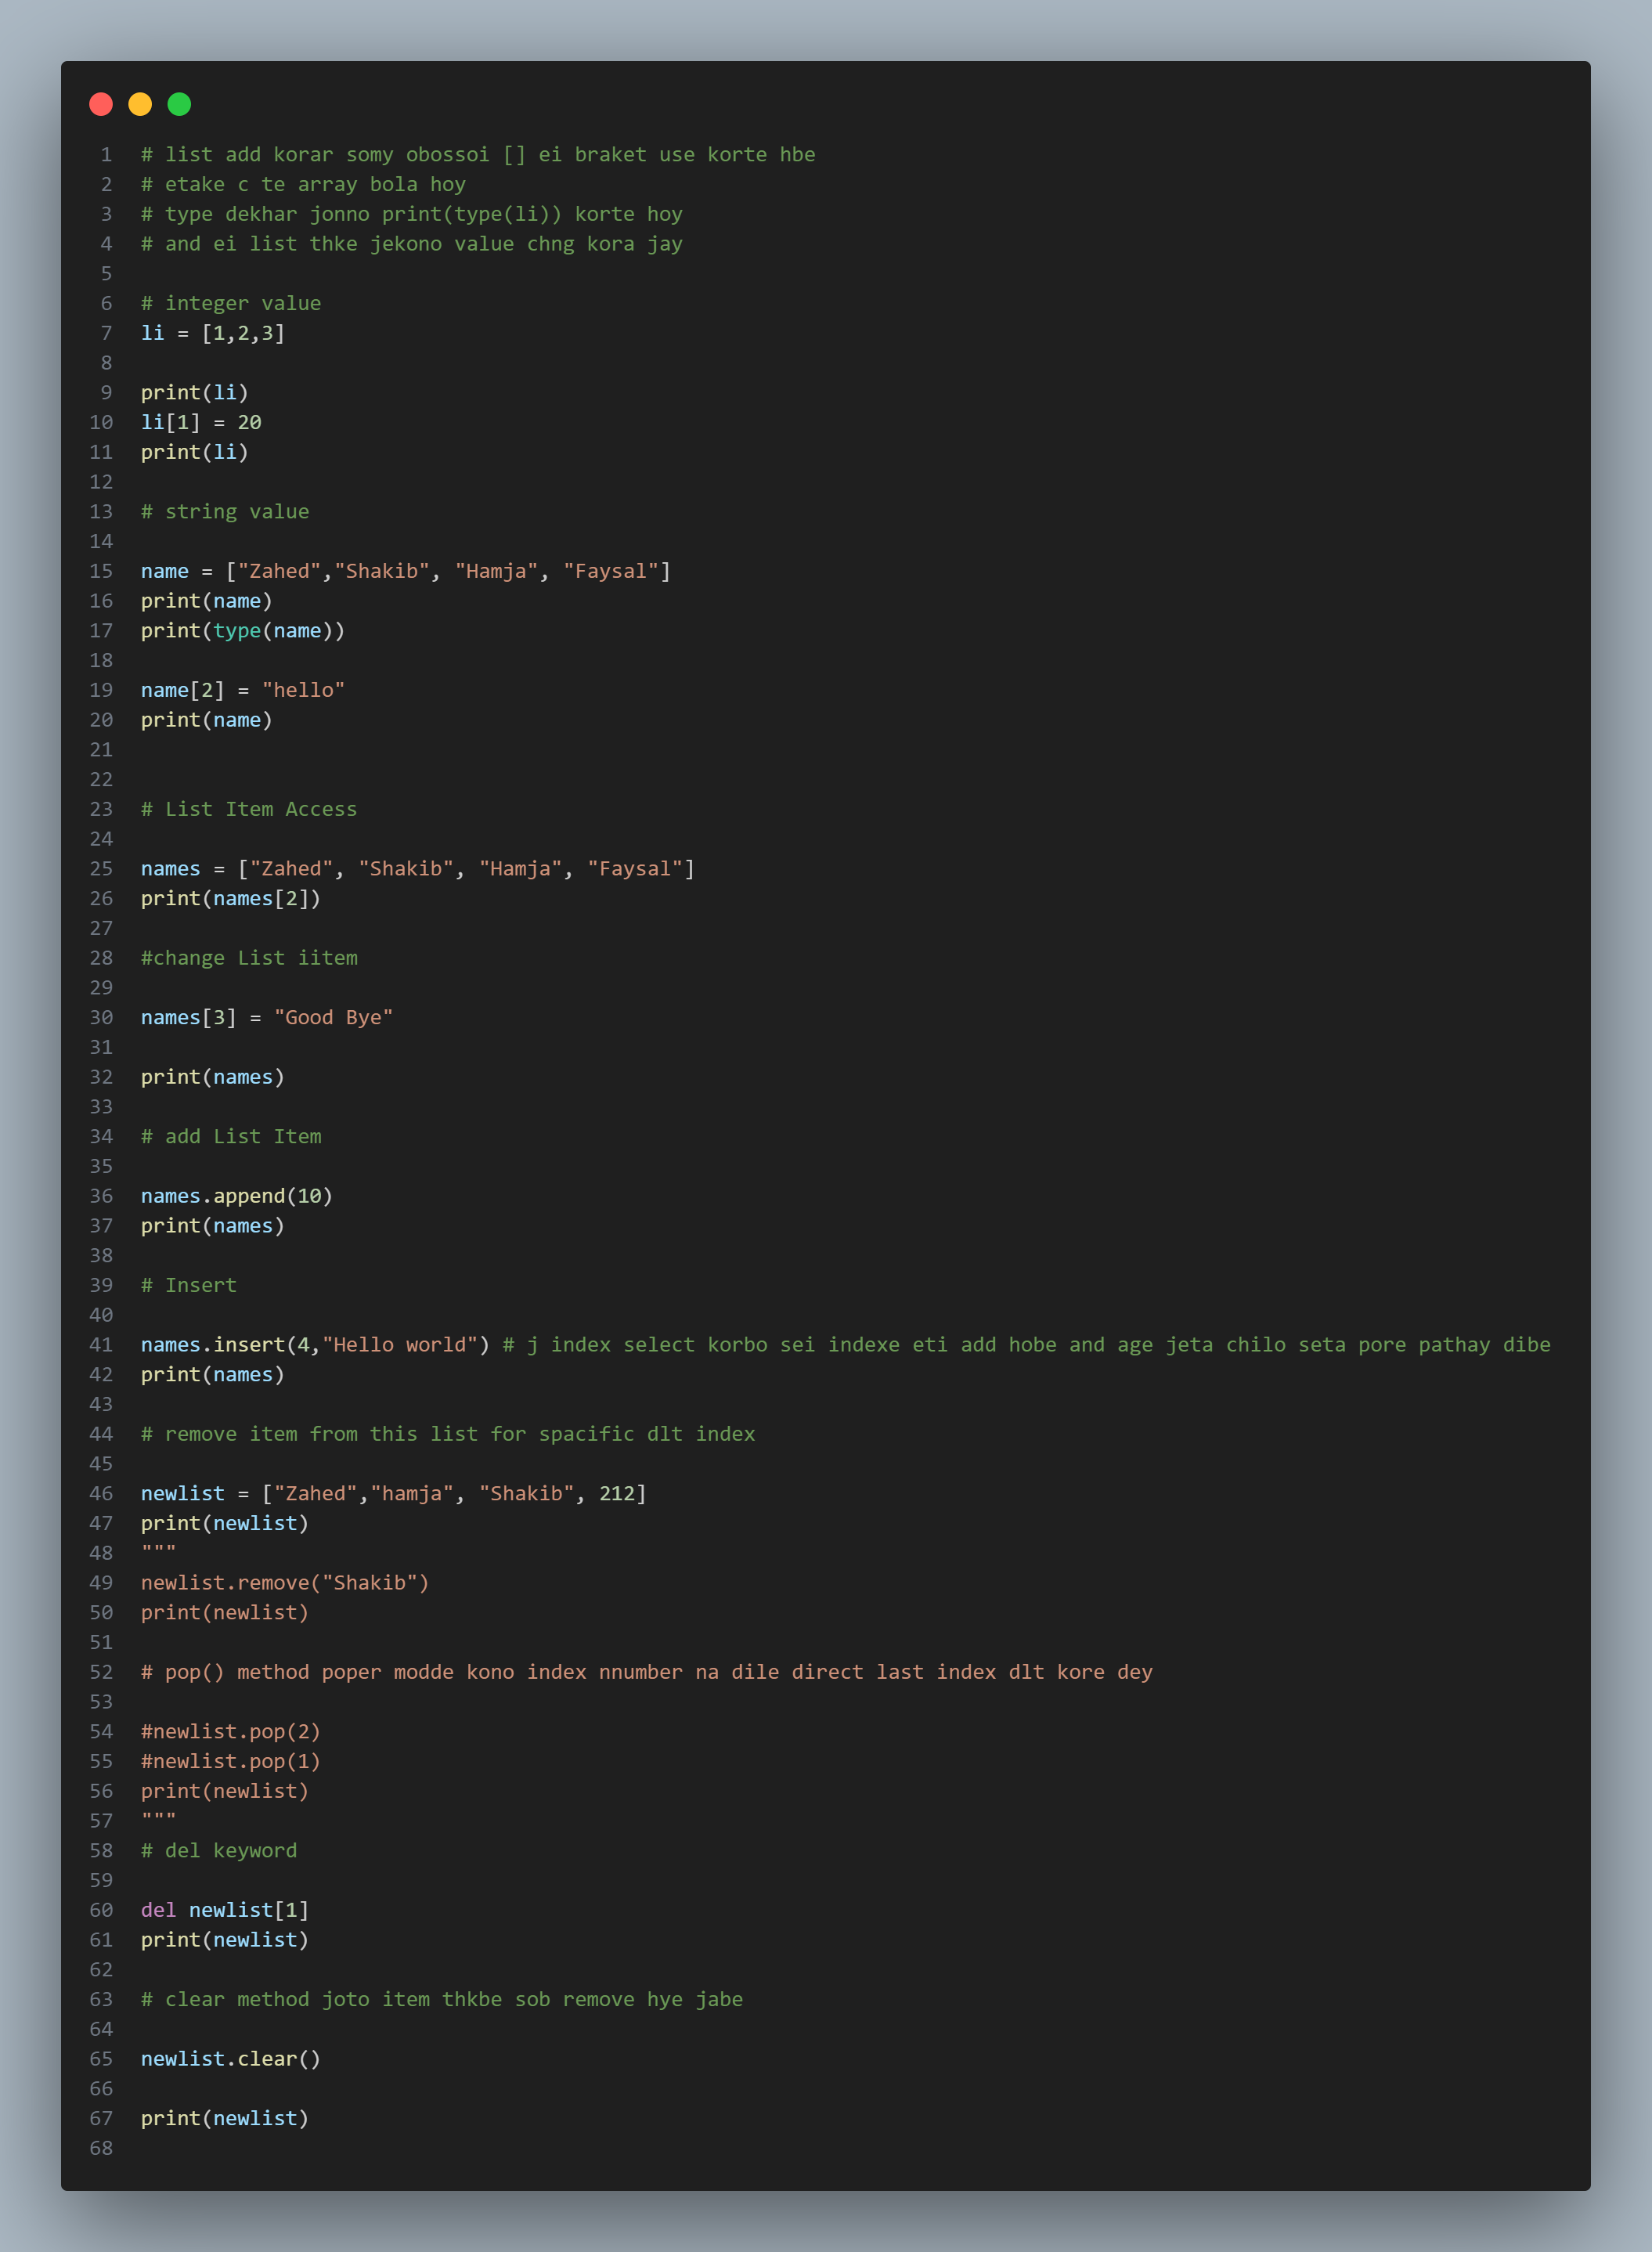 1 # list add korar somy obossoi [] ei braket use korte hbe
2 # etake c te array bola hoy
3 # type dekhar jonno print(type(li)) korte hoy
4 # and ei list thke jekono value chng kora jay
5
6 # integer value
7 li = [1,2,3]
8
9 print(li)
10 li[1] = 20
11 print(li)
12
13 # string value
14
15 name = ["Zahed","Shakib", "Hamja", "Faysal"]
16 print(name)
17 print(type(name))
18
19 name[2] = "hello"
20 print(name)
21
22
23 # List Item Access
24
25 names = ["Zahed", "Shakib", "Hamja", "Faysal"]
26 print(names[2])
27
28 #change List iitem
29
30 names[3] = "Good Bye"
31
32 print(names)
33
34 # add List Item
35
36 names.append(10)
37 print(names)
38
39 # Insert
40
41 names.insert(4,"Hello world") # j index select korbo sei indexe eti add hobe and age jeta chilo seta pore pathay dibe
42 print(names)
43
44 # remove item from this list for spacific dlt index
45
46 newlist = ["Zahed","hamja", "Shakib", 212]
47 print(newlist)
48 """
49 newlist.remove("Shakib")
50 print(newlist)
51
52 # pop() method poper modde kono index nnumber na dile direct last index dlt kore dey
53
54 #newlist.pop(2)
55 #newlist.pop(1)
56 print(newlist)
57 """
58 # del keyword
59
60 del newlist[1]
61 print(newlist)
62
63 # clear method joto item thkbe sob remove hye jabe
64
65 newlist.clear()
66
67 print(newlist)
68